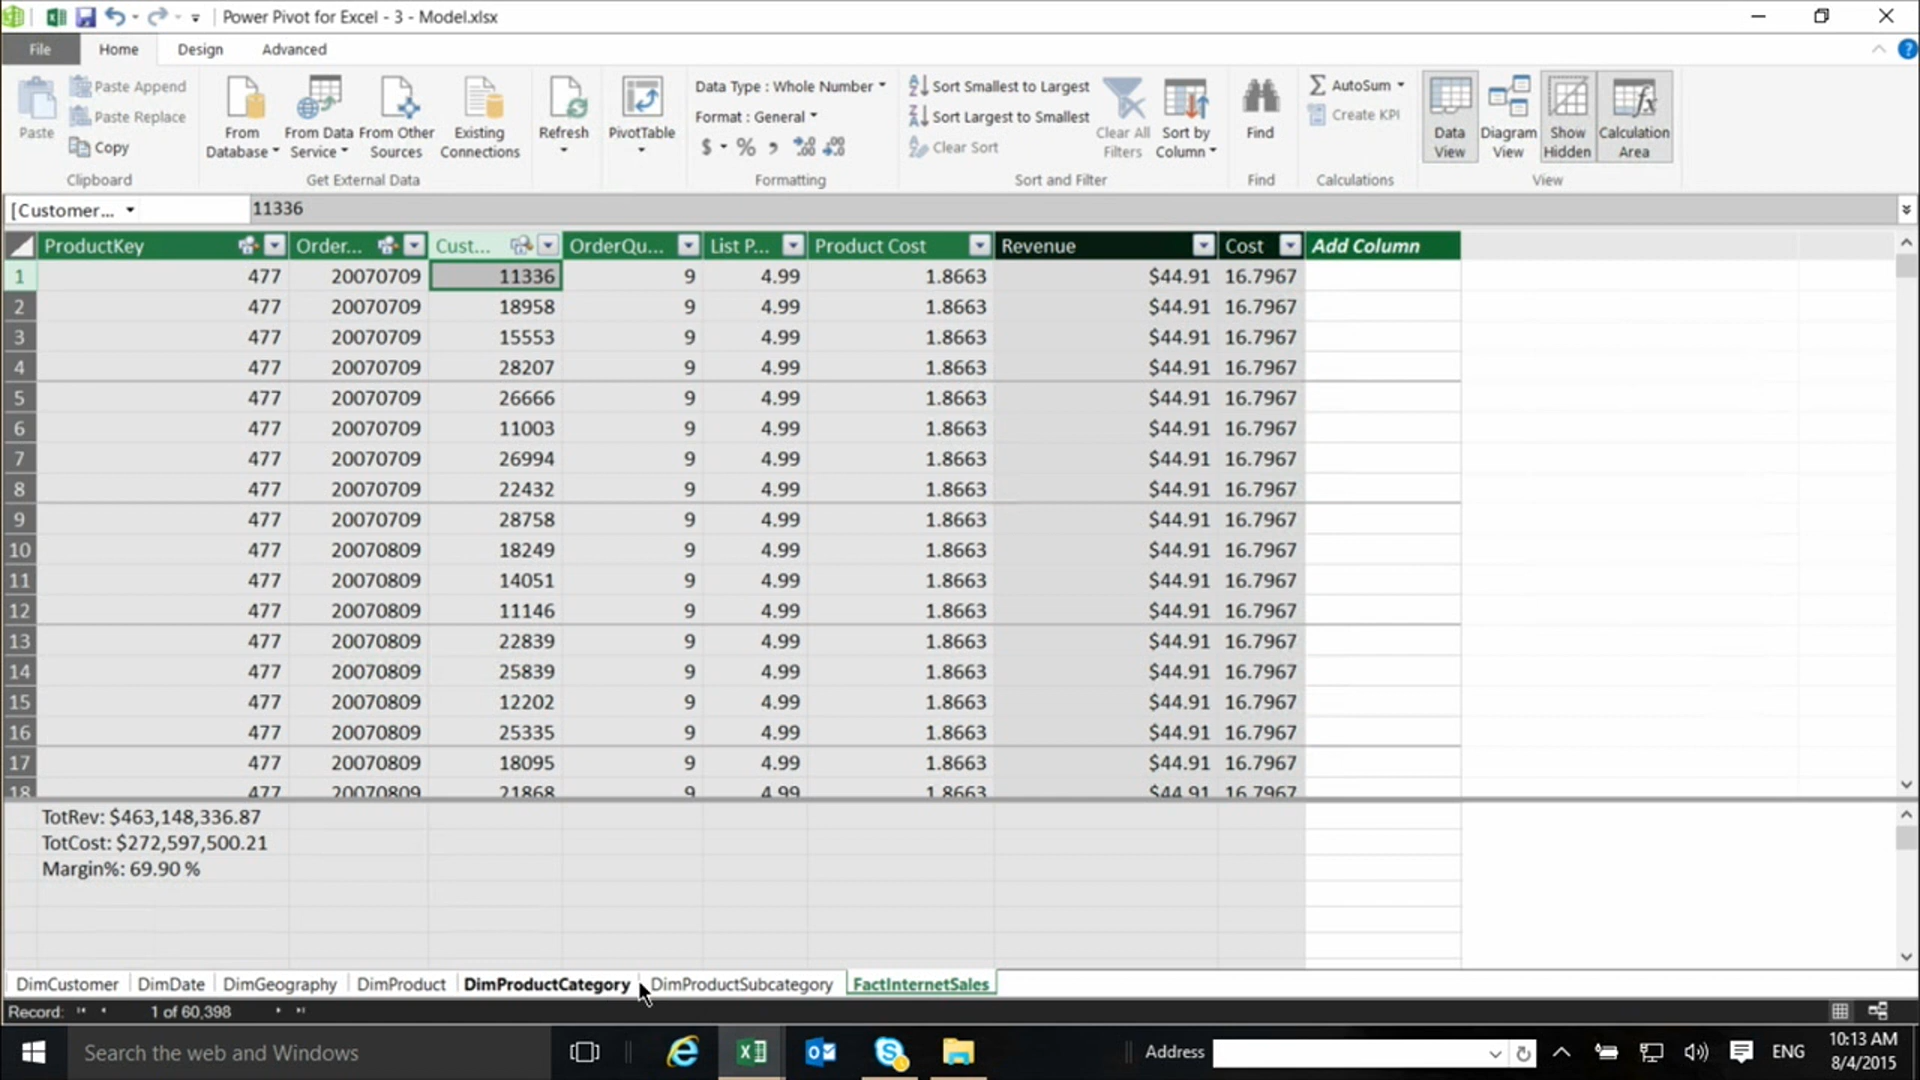 Power Pivot for Excel - 3 - Model.xlsx
File Home Design Advanced
Paste
Paste Append
Paste Replace
Copy
Clipboard
From Database
From Data Service
From Other Sources
Existing Connections
Get External Data
Refresh
PivotTable
Data Type : Whole Number
Format : General
$ % ,
Formatting
Sort Smallest to Largest
Sort Largest to Smallest
Clear Sort
Clear All Filters
Sort by Column
Sort and Filter
Find
Find
AutoSum
Create KPI
Calculations
Data View
Diagram View
Show Hidden
Calculation Area
View
[Customer... 11336
ProductKey Order... Cust... OrderQu... List P... Product Cost Revenue Cost Add Column
1 477 20070709 11336 9 4.99 1.8663 $44.91 16.7967
2 477 20070709 18958 9 4.99 1.8663 $44.91 16.7967
3 477 20070709 15553 9 4.99 1.8663 $44.91 16.7967
4 477 20070709 28207 9 4.99 1.8663 $44.91 16.7967
5 477 20070709 26666 9 4.99 1.8663 $44.91 16.7967
6 477 20070709 11003 9 4.99 1.8663 $44.91 16.7967
7 477 20070709 26994 9 4.99 1.8663 $44.91 16.7967
8 477 20070709 22432 9 4.99 1.8663 $44.91 16.7967
9 477 20070709 28758 9 4.99 1.8663 $44.91 16.7967
10 477 20070809 18249 9 4.99 1.8663 $44.91 16.7967
11 477 20070809 14051 9 4.99 1.8663 $44.91 16.7967
12 477 20070809 11146 9 4.99 1.8663 $44.91 16.7967
13 477 20070809 22839 9 4.99 1.8663 $44.91 16.7967
14 477 20070809 25839 9 4.99 1.8663 $44.91 16.7967
15 477 20070809 12202 9 4.99 1.8663 $44.91 16.7967
16 477 20070809 25335 9 4.99 1.8663 $44.91 16.7967
17 477 20070809 18095 9 4.99 1.8663 $44.91 16.7967
18 477 20070809 21868 9 4.99 1.8663 $44.91 16.7967
TotRev: $463,148,336.87
TotCost: $272,597,500.21
Margin%: 69.90 %
DimCustomer DimDate DimGeography DimProduct DimProductCategory DimProductSubcategory FactInternetSales
Record: 1 of 60,398
Search the web and Windows
Address
ENG
10:13 AM
8/4/2015